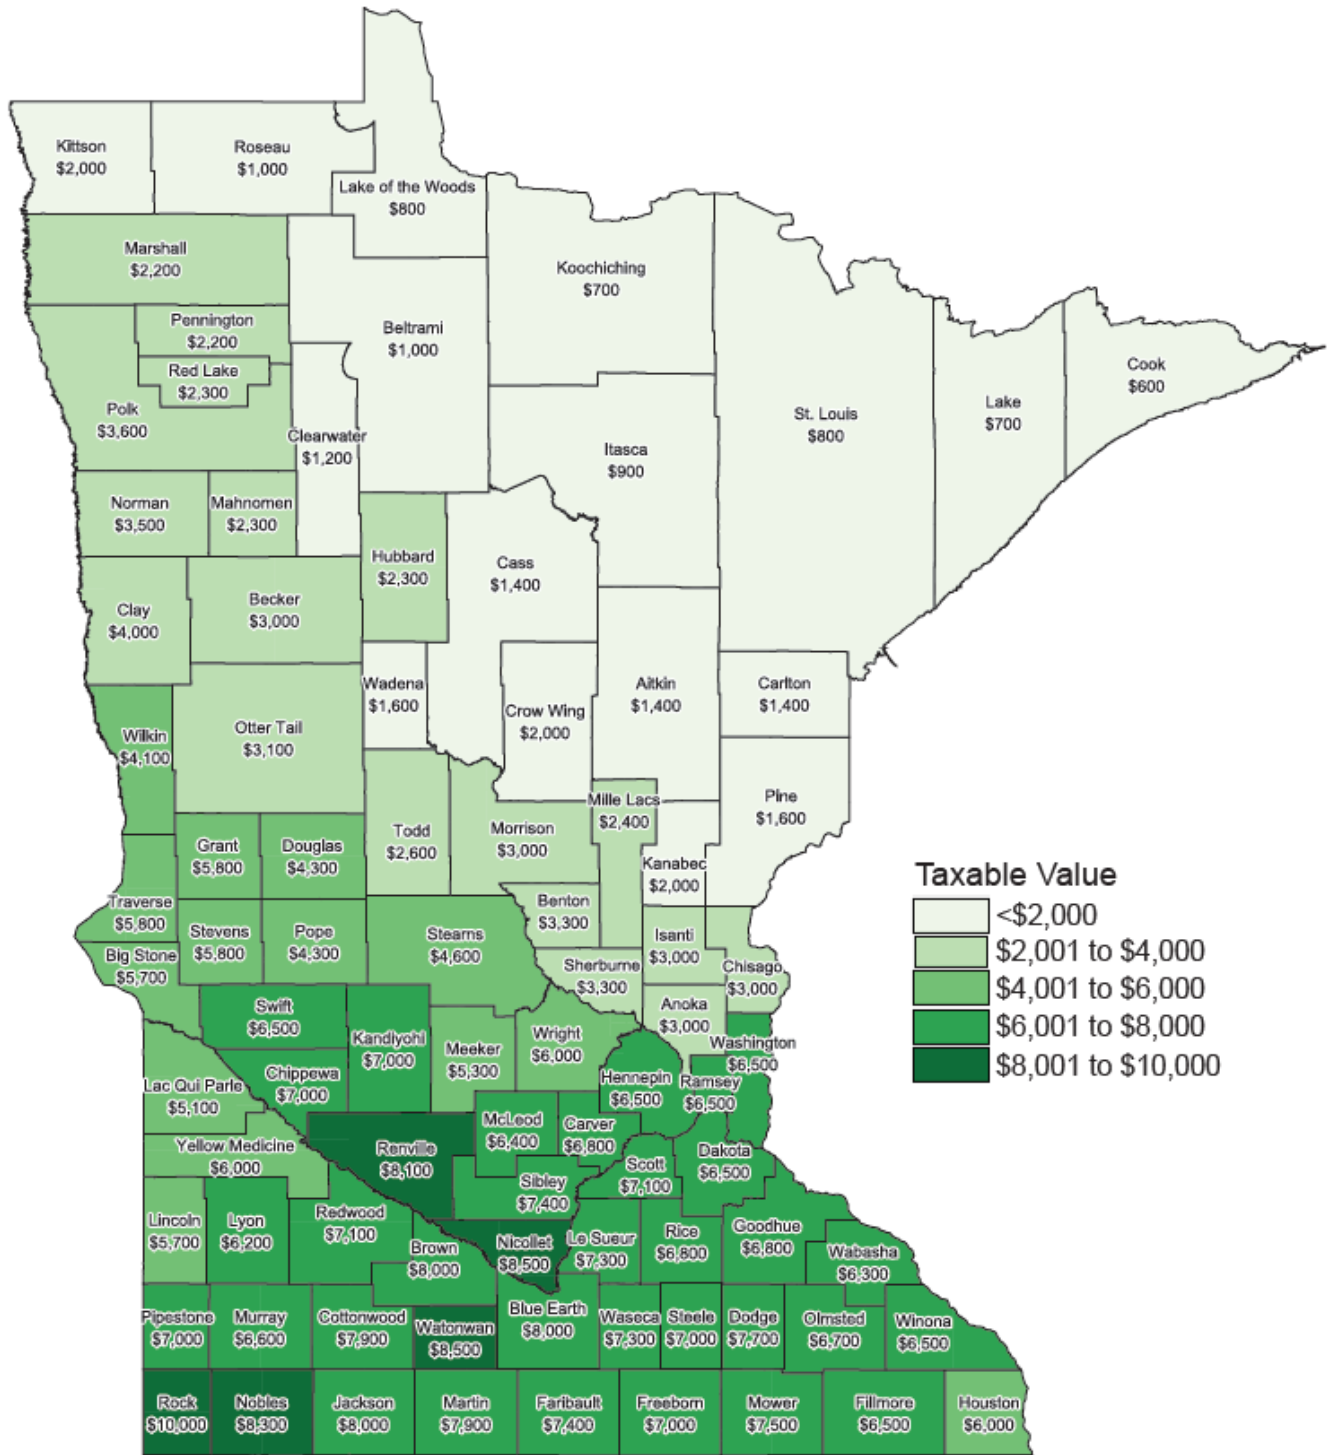 Kittson
$2,000
Roseau
$1,000
Lake of the Woods
$800
Marshall
$2,200
Koochiching
$700
Pennington
$2,200
Beltrami
$1,000
Red Lake
$2,300
Cook
$600
Polk
$3,600
Lake
$700
St. Louis
$800
Clearwater
$1,200
Itasca
$900
Norman
$3,500
Mahnomen
$2,300
Hubbard
$2,300
Cass
$1,400
Clay
$4,000
Becker
$3,000
Wadena
$1,600
Aitkin
$1,400
Carlton
$1,400
Crow Wing
$2,000
Wilkin
$4,100
Otter Tail
$3,100
Mille Lacs
$2,400
Pine
$1,600
Grant
$5,800
Douglas
$4,300
Todd
$2,600
Morrison
$3,000
Kanabec
$2,000
Taxable Value
<$2,000
$2,001 to $4,000
$4,001 to $6,000
$6,001 to $8,000
$8,001 to $10,000
Traverse
$5,800
Stevens
$5,800
Pope
$4,300
Stearns
$4,600
Benton
$3,300
Isanti
$3,000
Big Stone
$5,700
Sherburne
$3,300
Chisago
$3,000
Swift
$6,500
Kandiyohi
$7,000
Anoka
$3,000
Meeker
$5,300
Wright
$6,000
Washington
$6,500
Lac Qui Parle
$5,100
Chippewa
$7,000
Hennepin
$6,500
Ramsey
$6,500
McLeod
$6,400
Carver
$6,800
Yellow Medicine
$6,000
Renville
$8,100
Dakota
$6,500
Scott
$7,100
Sibley
$7,400
Lincoln
$5,700
Lyon
$6,200
Redwood
$7,100
Brown
$8,000
Nicollet
$8,500
Le Sueur
$7,300
Rice
$6,800
Goodhue
$6,800
Wabasha
$6,300
Pipestone
$7,000
Murray
$6,600
Cottonwood
$7,900
Watonwan
$8,500
Blue Earth
$8,000
Waseca
$7,300
Steele
$7,000
Dodge
$7,700
Olmsted
$6,700
Winona
$6,500
Rock
$10,000
Nobles
$8,300
Jackson
$8,000
Martin
$7,900
Faribault
$7,400
Freeborn
$7,000
Mower
$7,500
Fillmore
$6,500
Houston
$6,000